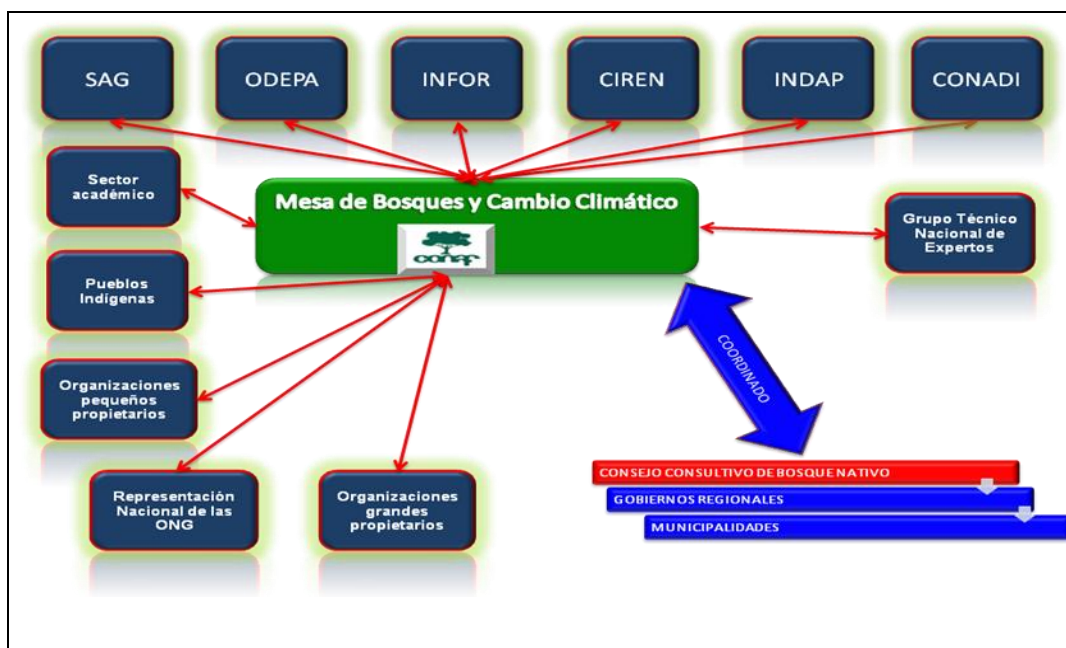 SAG
ODEPA
INFOR
CIREN
INDAP
CONADI
Sector
académico
Mesa de Bosques y Cambio Climático
conaf
Grupo Técnico
Nacional de
Expertos
Pueblos
Indígenas
Organizaciones
pequeños
propietarios
COORDINADO
Representación
Nacional de las
ONG
Organizaciones
grandes
propietarios
CONSEJO CONSULTIVO DE BOSQUE NATIVO
GOBIERNOS REGIONALES
MUNICIPALIDADES